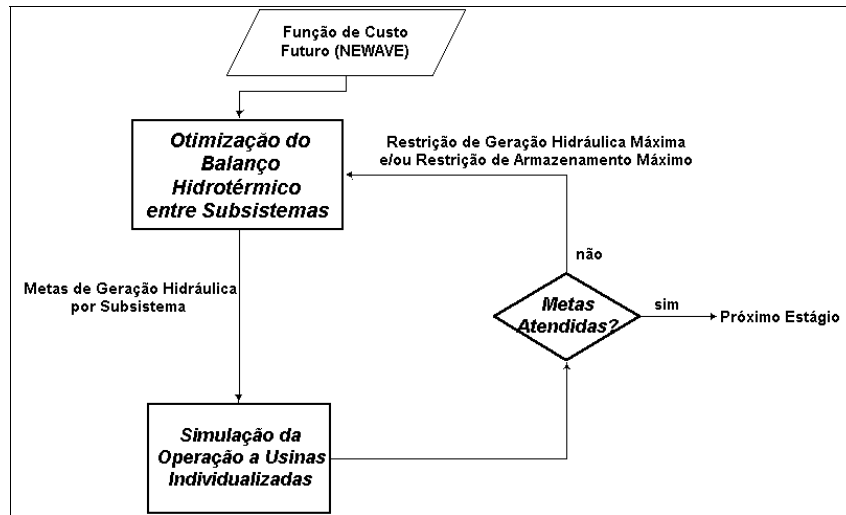 Função de Custo
Futuro (NEWAVE)
Otimização do
Balanço
Hidrotérmico
entre Subsistemas
Restrição de Geração Hidráulica Máxima
e/ou Restrição de Armazenamento Máximo
não
Metas de Geração Hidráulica
por Subsistema
Metas
Atendidas?
sim
Próximo Estágio
Simulação da
Operação a Usinas
Individualizadas